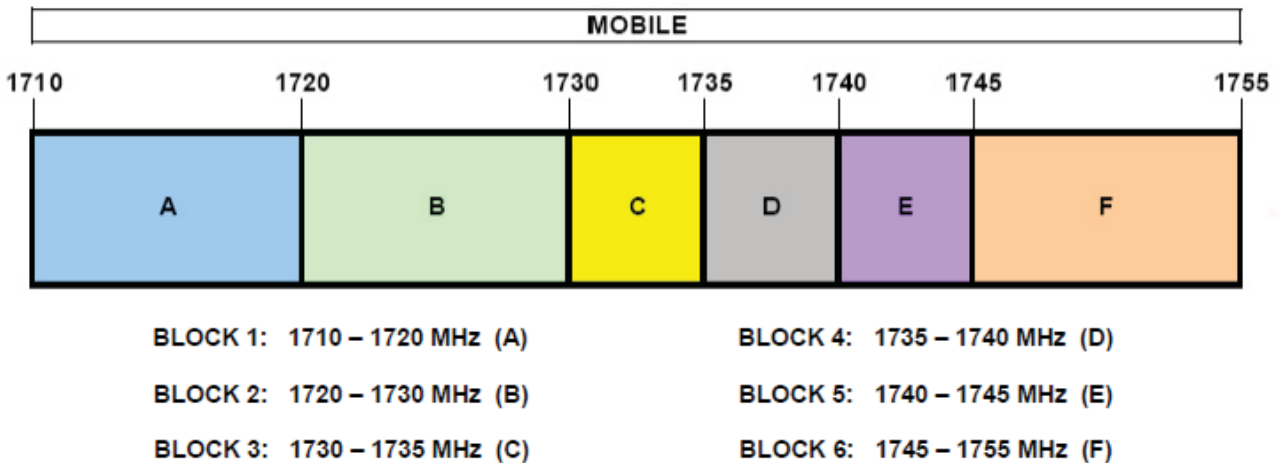 MOBILE
1710 1720 1730 1735 1740 1745 1755
A B C D E F
BLOCK 1: 1710 – 1720 MHz (A)
BLOCK 4: 1735 – 1740 MHz (D)
BLOCK 2: 1720 – 1730 MHz (B)
BLOCK 5: 1740 – 1745 MHz (E)
BLOCK 3: 1730 – 1735 MHz (C)
BLOCK 6: 1745 – 1755 MHz (F)